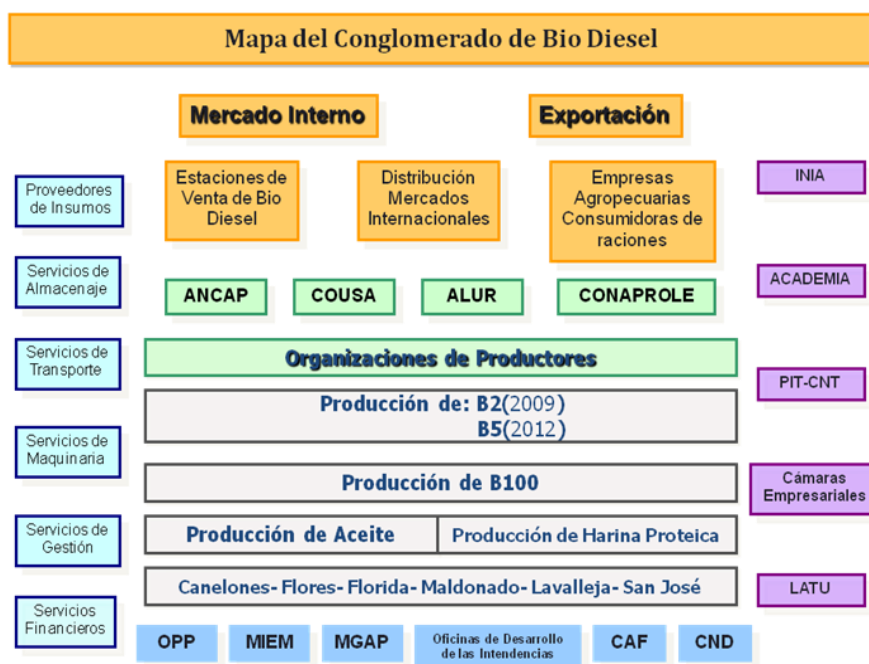 Mapa del Conglomerado de Bio Diesel
Mercado Interno
Exportación
Proveedores
de Insumos
Estaciones de
Venta de Bio
Diesel
Distribución
Mercados
Internacionales
Empresas
Agropecuarias
Consumidoras de
raciones
INIA
Servicios de
Almacenaje
ANCAP
COUSA
ALUR
CONAPROLE
ACADEMIA
Servicios de
Transporte
Organizaciones de Productores
PIT-CNT
Producción de: B2(2009)
B5(2012)
Servicios de
Maquinaria
Producción de B100
Cámaras
Empresariales
Servicios de
Gestión
Producción de Aceite
Producción de Harina Proteica
Canelones- Flores- Florida- Maldonado- Lavalleja- San José
LATU
Servicios
Financieros
OPP
MIEM
MGAP
Oficinas de Desarrollo
de las Intendencias
CAF
CND